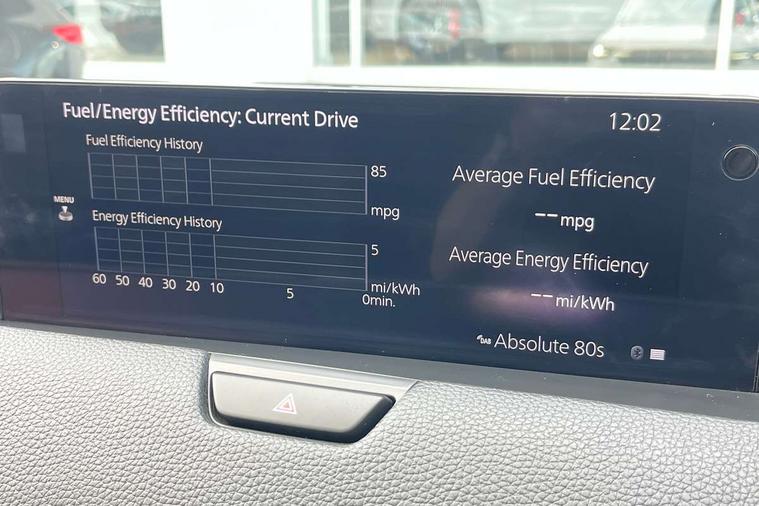 Fuel/Energy Efficiency: Current Drive
12:02
Fuel Efficiency History
85
mpg
Average Fuel Efficiency
--mpg
MENU
Energy Efficiency History
5
mi/kWh
60 50 40 30 20 10 5 0min.
Average Energy Efficiency
--mi/kWh
DAB Absolute 80s